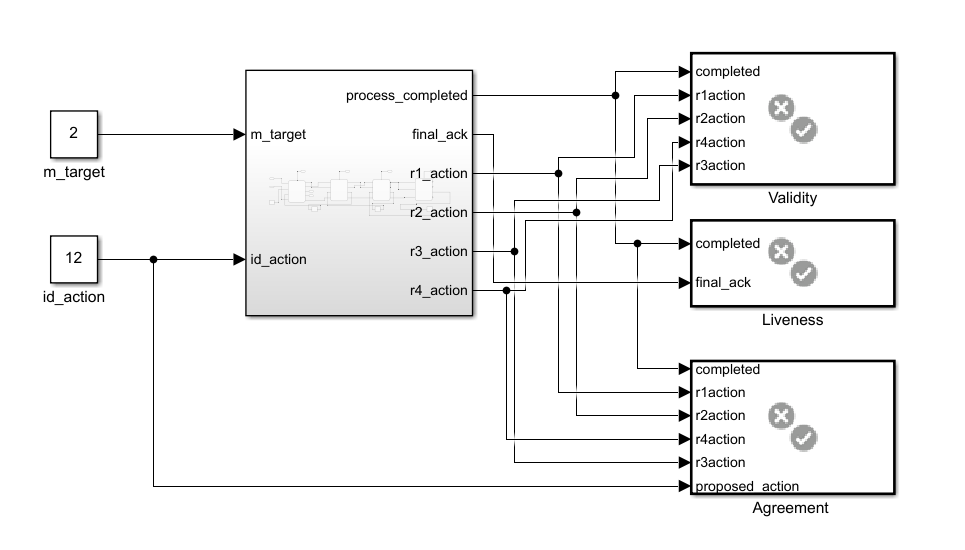 2
m_target
12
id_action
m_target
id_action
process_completed
final_ack
r1_action
r2_action
r3_action
r4_action
completed
r1action
r2action
r4action
r3action
Validity
completed
final_ack
Liveness
completed
r1action
r2action
r4action
r3action
proposed_action
Agreement